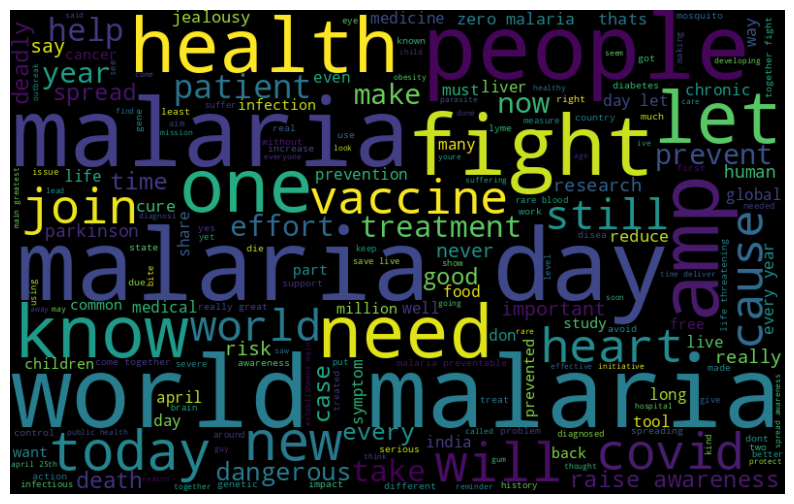 jealousy eye medicine zero malaria thats mosquito
help health people way
say cancer known together fight
deadly year child
outbreak spread see come patient even make now seem got making developing
suffer obesity must liver day let diabetes chronic
malaria gene least infection fight many parasite healthy let
find aim mission real use done right measure country much care
issue without increase look lyme youre age live prevent
life time prevention everyone one vaccine suffering research first human
lead join cure effort treatment rare blood work still global needed
main greatest diagnosi parkinson share yes yet never disea reduce amp cause
state die keep show level time deliver
malaria day
using bite part save live good soon life threatening every year
away may due support going food important free
common medical really great million well study avoid
know world need don heart live really
children risk saw put malaria preventable rare effective initiative made
come together severe awareness case symptom prevented treat long
april brain treated establishment give tool hospital
world malaria
day
control public health around every called problem diagnosed spreading kind dont two spread awareness
want today new guy india will back covid better
april 25th action death region dangerous serious think take gum thought protect
infectious together genetic impact different reminder history raise awareness